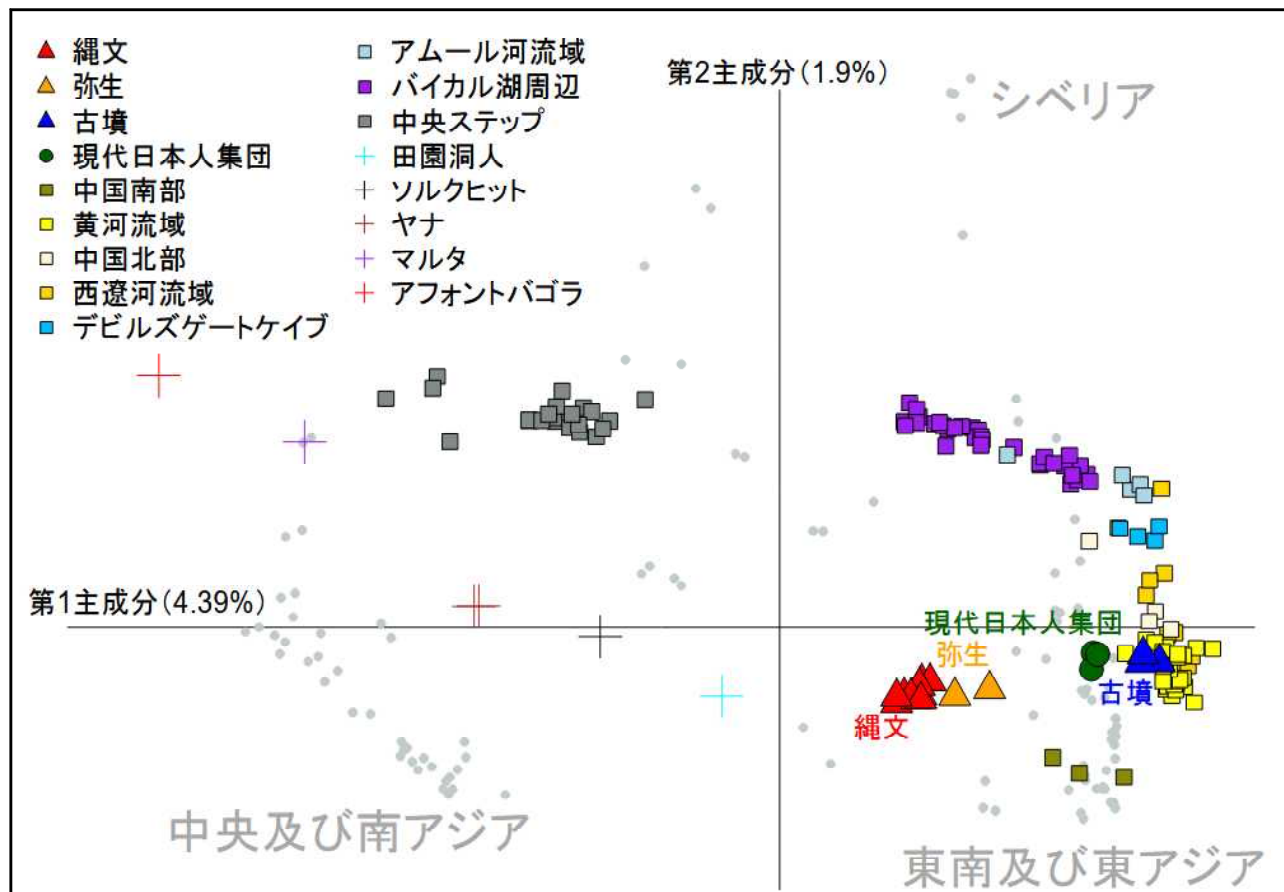 縄文
弥生
古墳
現代日本人集団
中国南部
黄河流域
中国北部
西遼河流域
デビルズゲートケイブ
アムール河流域
バイカル湖周辺
中央ステップ
田園洞人
ソルクヒット
ヤナ
マルタ
アフォントバゴラ
第2主成分(1.9%)
シベリア
第1主成分(4.39%)
現代日本人集団
弥生
古墳
縄文
中央及び南アジア
東南及び東アジア